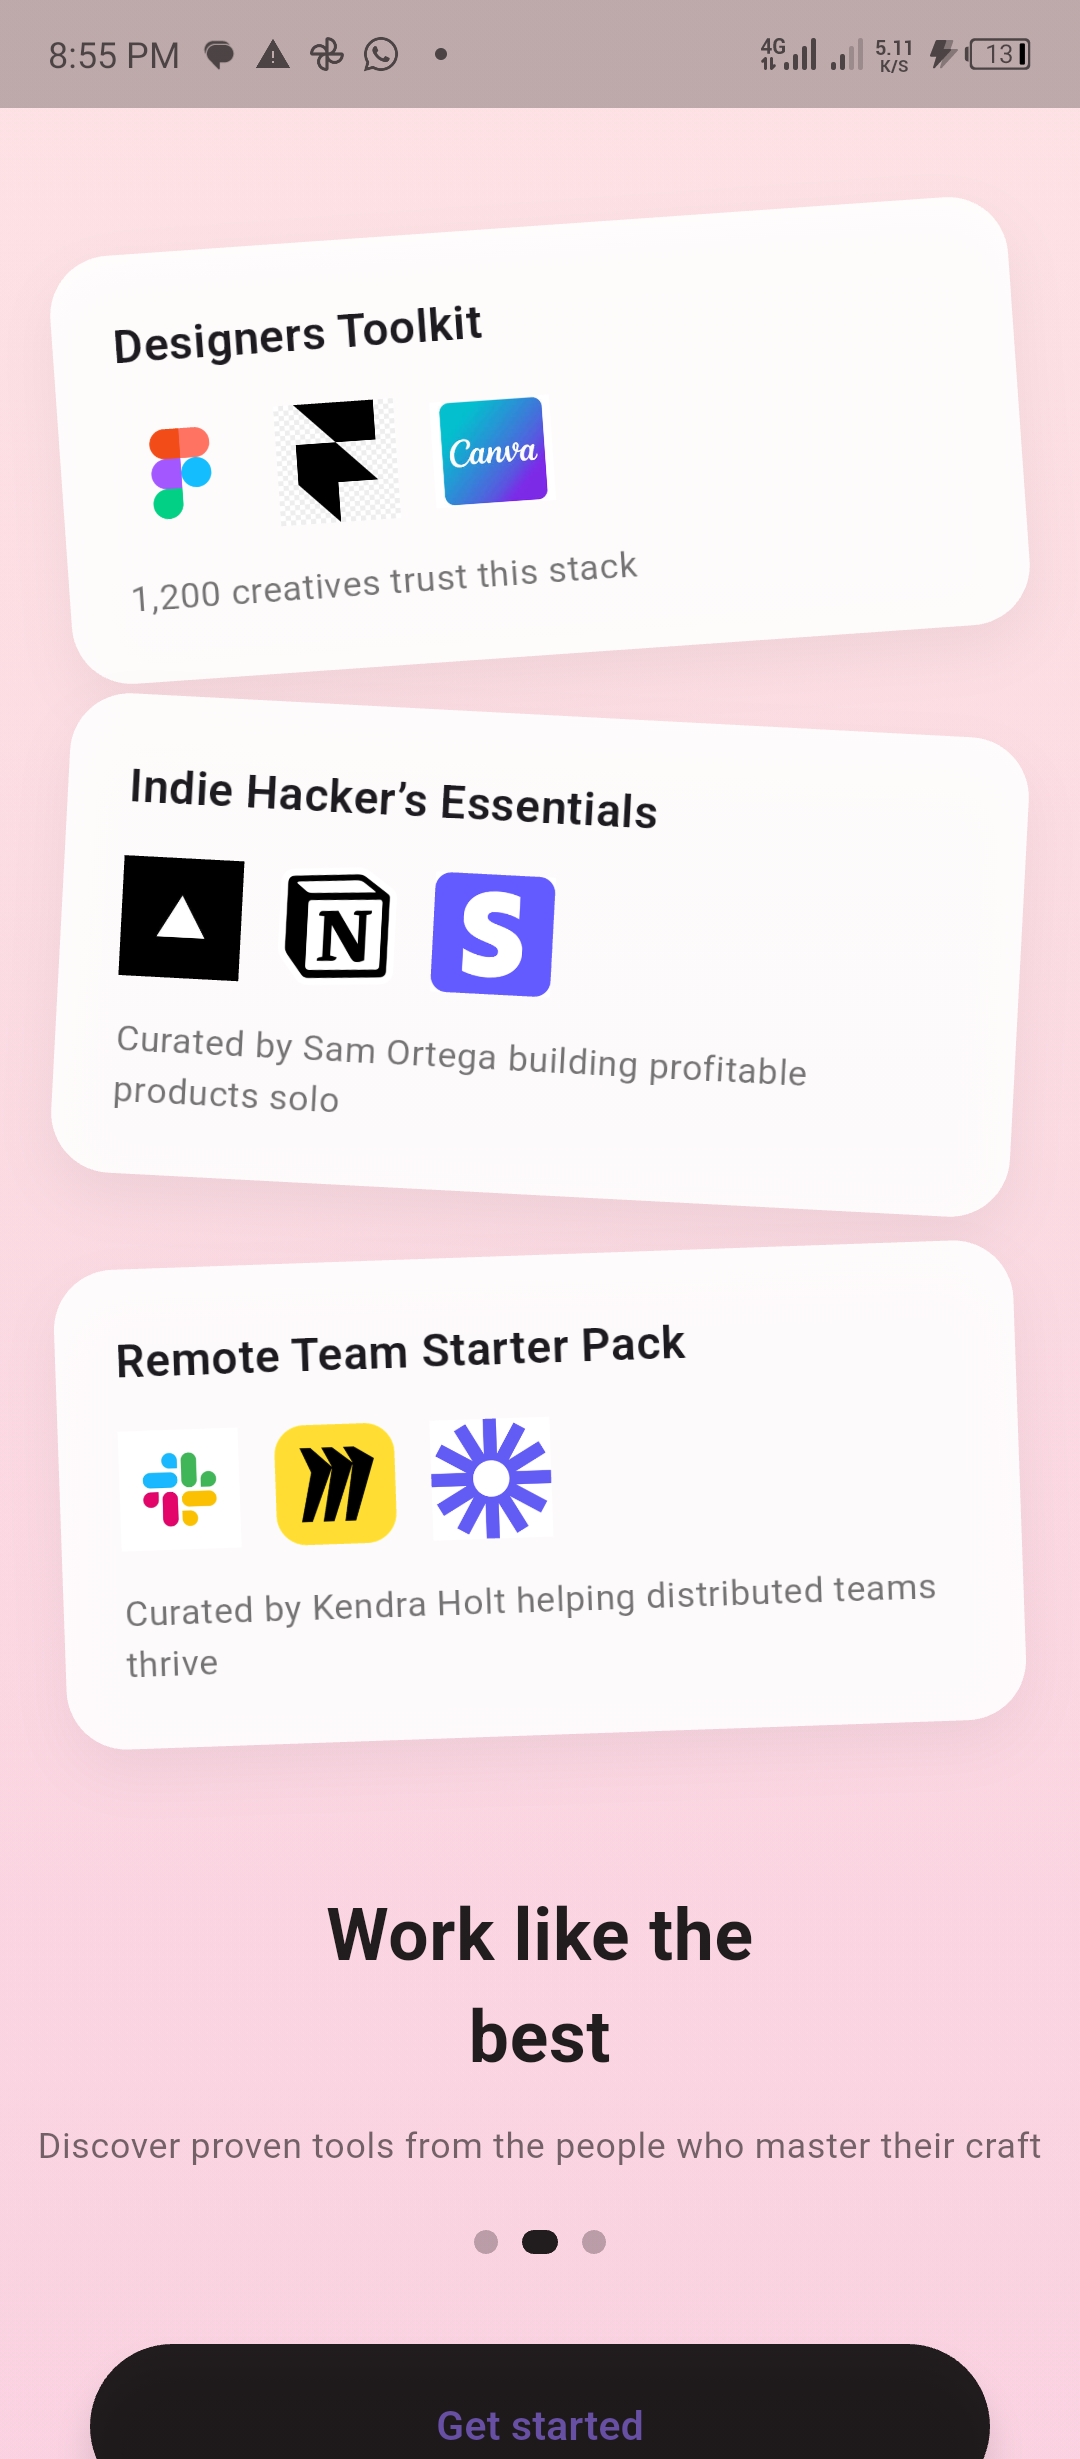 8:55 PM
4G
5.11
K/S
13
Designers Toolkit
Canva
1,200 creatives trust this stack
Indie Hacker’s Essentials
N
S
Curated by Sam Ortega building profitable
products solo
Remote Team Starter Pack
Curated by Kendra Holt helping distributed teams
thrive
Work like the
best
Discover proven tools from the people who master their craft
Get started